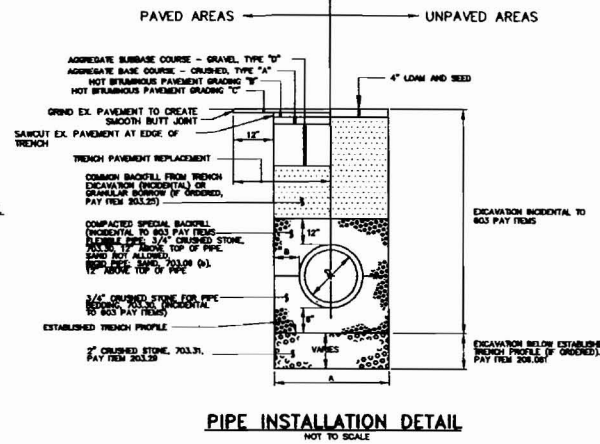 PAVED AREAS
UNPAVED AREAS
AGGREGATE SUBBASE COURSE - GRAVEL, TYPE "D"
AGGREGATE BASE COURSE - CRUSHED, TYPE "A"
HOT BITUMINOUS PAVEMENT GRADING "B"
HOT BITUMINOUS PAVEMENT GRADING "C"
4" LOAM AND SEED
GRIND EX. PAVEMENT TO CREATE
SMOOTH BUTT JOINT
SAWCUT EX. PAVEMENT AT EDGE OF
TRENCH
12"
TRENCH PAVEMENT REPLACEMENT
COMMON BACKFILL FROM TRENCH
EXCAVATION (INCIDENTAL) OR
GRANULAR BORROW (IF ORDERED,
PAY ITEM 203.25)
EXCAVATION INCIDENTAL TO
603 PAY ITEMS
COMPACTED SPECIAL BACKFILL
(INCIDENTAL TO 603 PAY ITEMS
FLEXIBLE PIPE: 3/4" CRUSHED STONE,
703.30, 12" ABOVE TOP OF PIPE.
SAND NOT ALLOWED.
RIGID PIPE: SAND, 703.06 (a),
12" ABOVE TOP OF PIPE
12"
3/4" CRUSHED STONE FOR PIPE
BEDDING, 703.30, (INCIDENTAL
TO 603 PAY ITEMS)
6"
ESTABLISHED TRENCH PROFILE
VARIES
2" CRUSHED STONE, 703.31,
PAY ITEM 203.29
EXCAVATION BELOW ESTABLISHED
TRENCH PROFILE (IF ORDERED).
PAY ITEM 206.061
A
PIPE INSTALLATION DETAIL
NOT TO SCALE